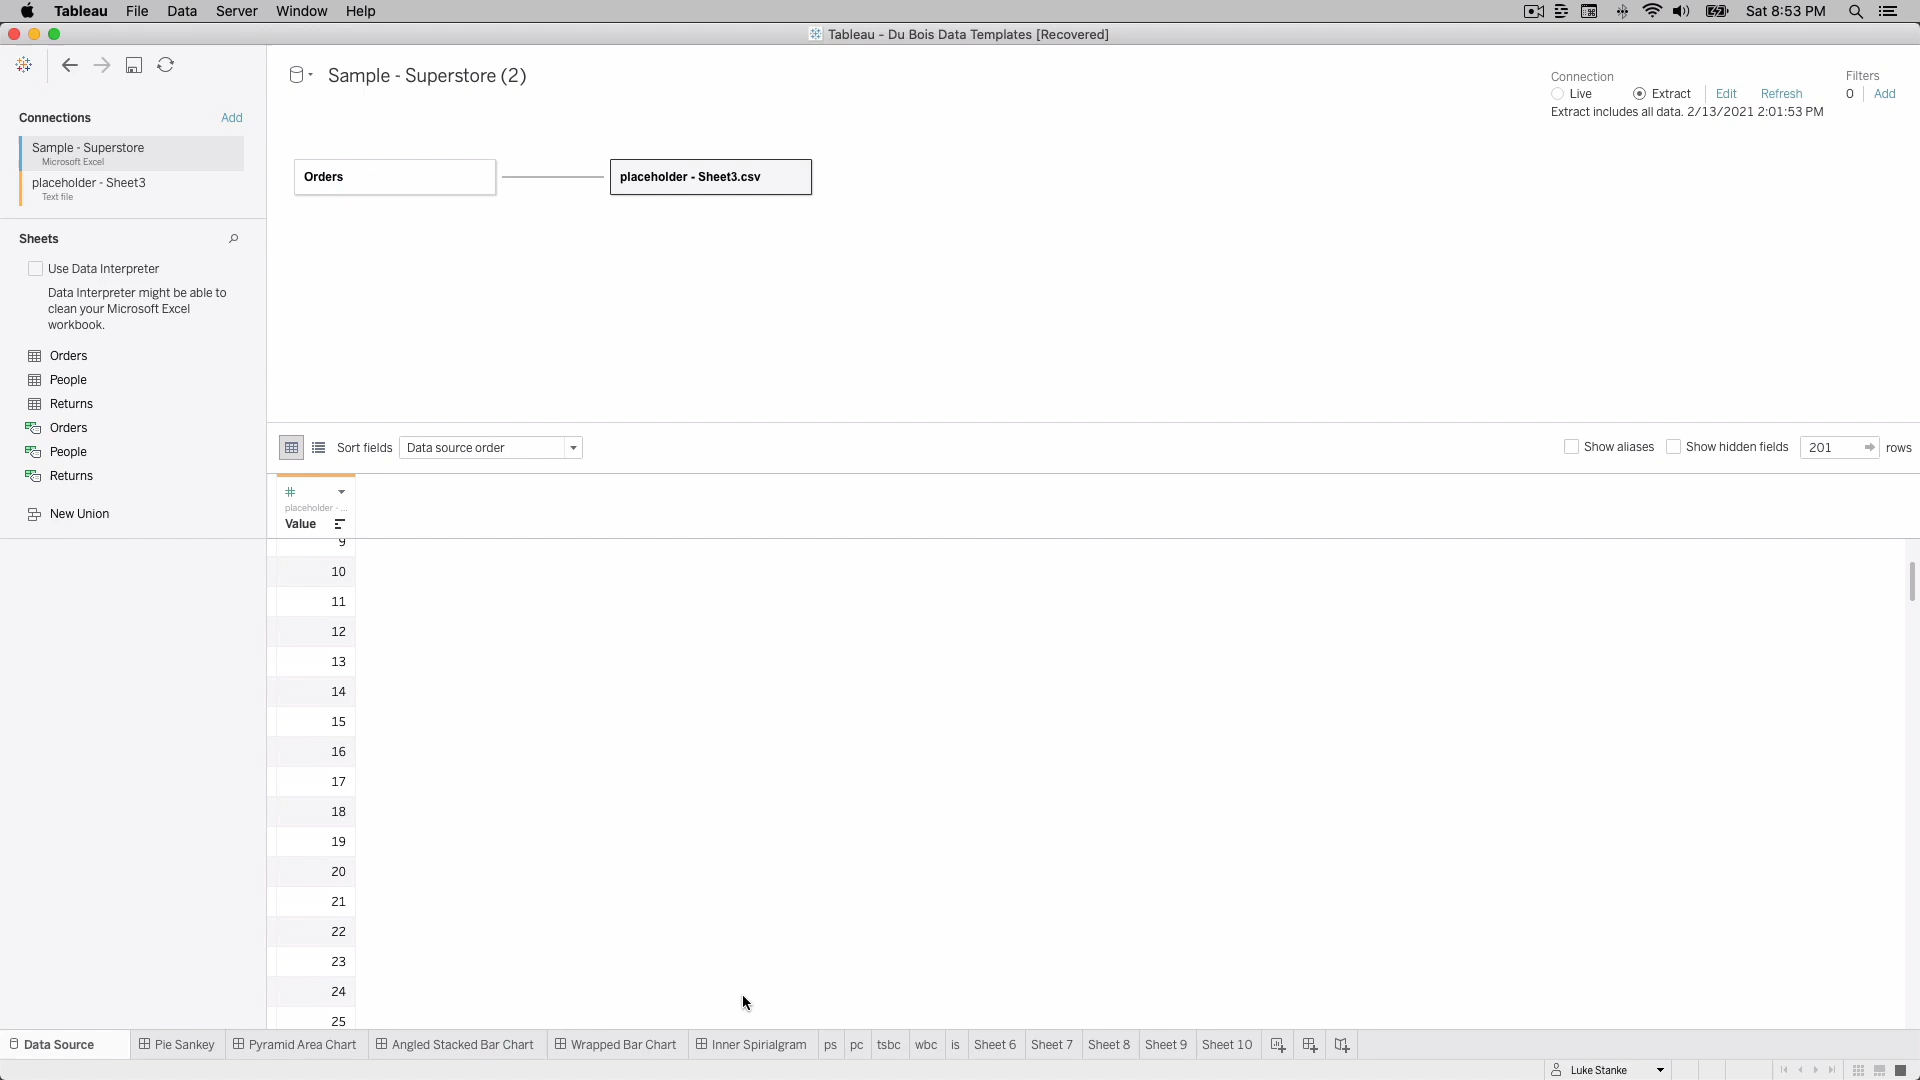 Tableau File Data Server Window Help
Sat 8:53 PM
Tableau - Du Bois Data Templates [Recovered]
Sample - Superstore (2)
Connection
Live Extract Edit Refresh
Extract includes all data. 2/13/2021 2:01:53 PM
Filters
0 Add
Connections Add
Sample - Superstore
Microsoft Excel
placeholder - Sheet3
Text file
Orders
placeholder - Sheet3.csv
Sheets
Use Data Interpreter
Data Interpreter might be able to
clean your Microsoft Excel
workbook.
Orders
People
Returns
Orders
People
Returns
New Union
Sort fields Data source order
Show aliases Show hidden fields 201 rows
#
placeholder - ...
Value
9
10
11
12
13
14
15
16
17
18
19
20
21
22
23
24
25
Data Source Pie Sankey Pyramid Area Chart Angled Stacked Bar Chart Wrapped Bar Chart Inner Spirialgram ps pc tsbc wbc is Sheet 6 Sheet 7 Sheet 8 Sheet 9 Sheet 10
Luke Stanke